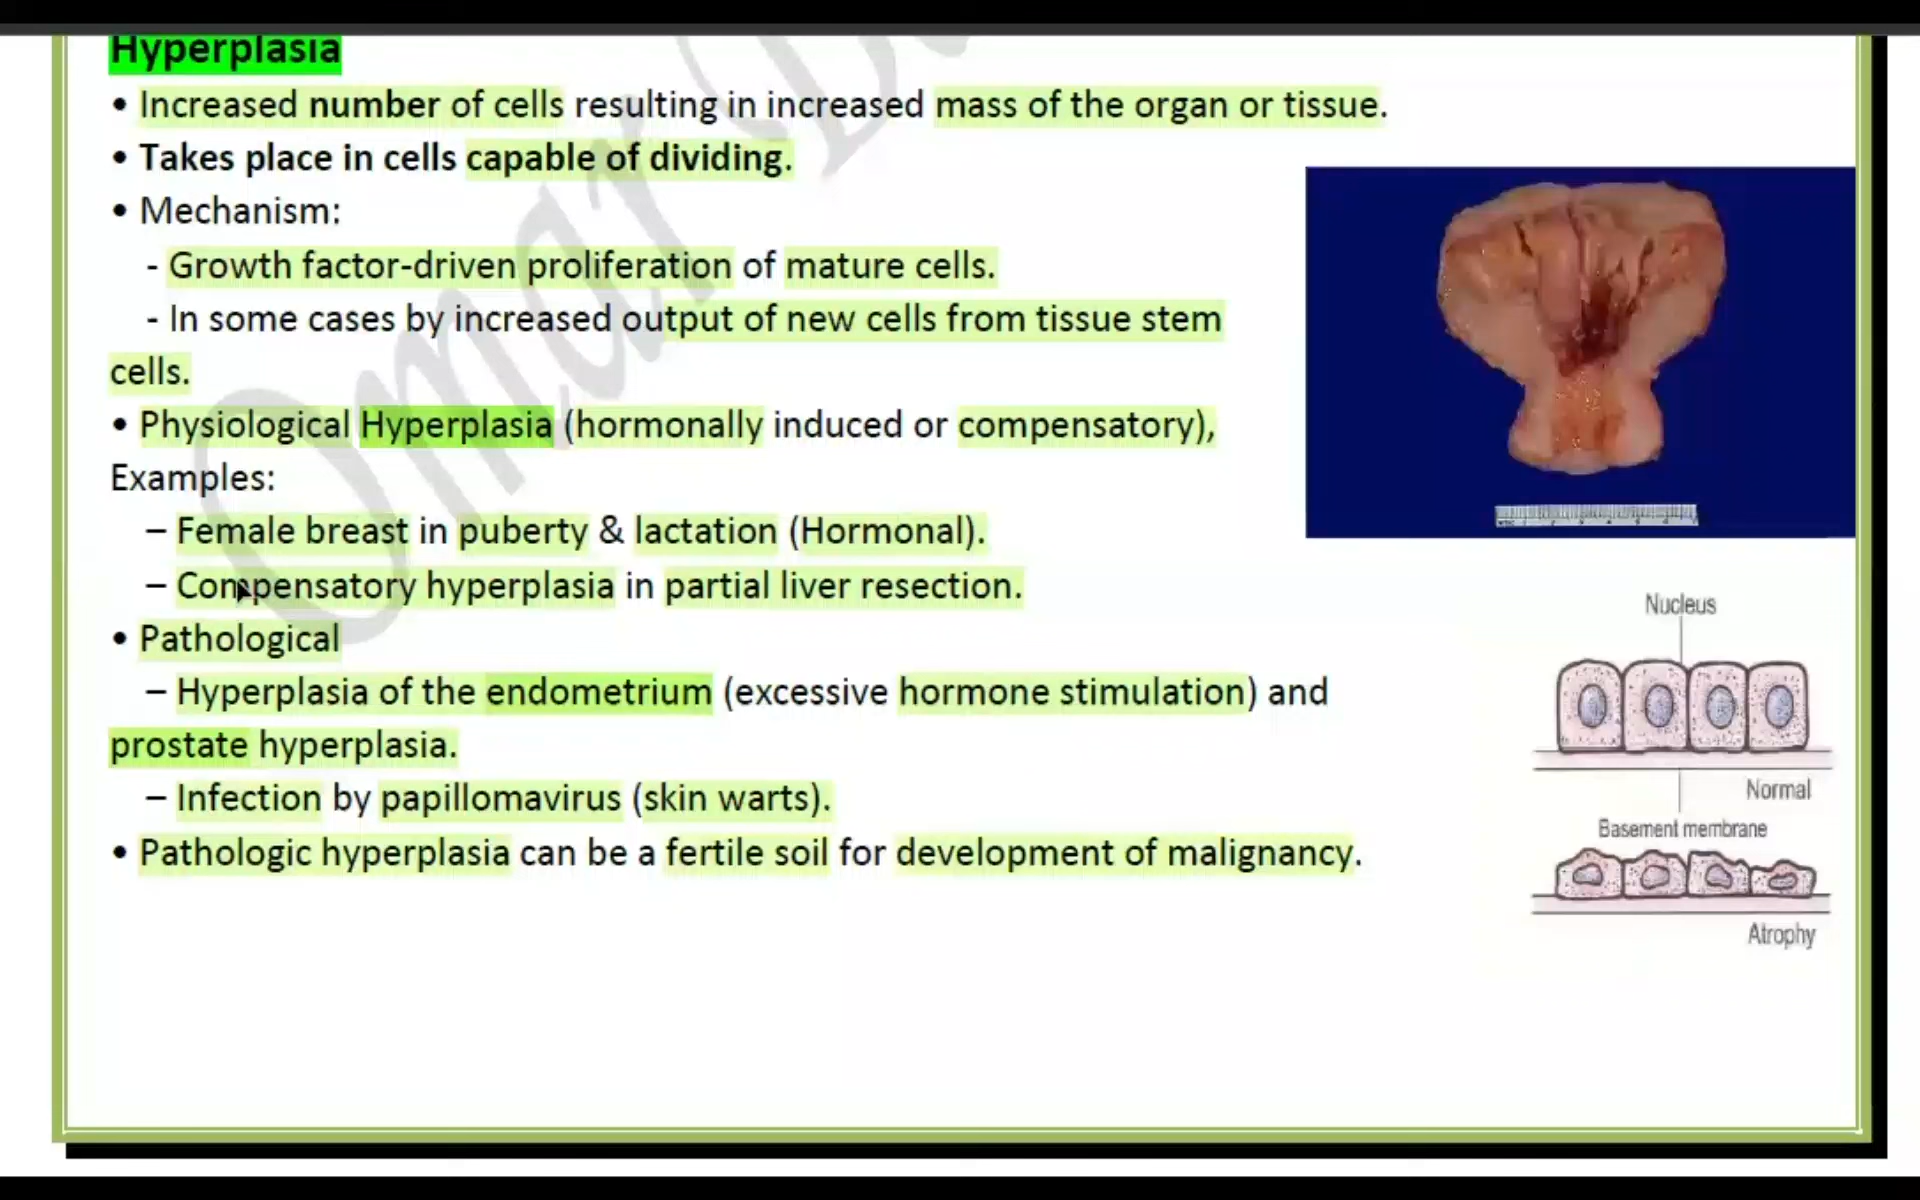 Hyperplasia
• Increased number of cells resulting in increased mass of the organ or tissue.
• Takes place in cells capable of dividing.
• Mechanism:
- Growth factor-driven proliferation of mature cells.
- In some cases by increased output of new cells from tissue stem
cells.
• Physiological Hyperplasia (hormonally induced or compensatory),
Examples:
– Female breast in puberty & lactation (Hormonal).
– Compensatory hyperplasia in partial liver resection.
• Pathological
– Hyperplasia of the endometrium (excessive hormone stimulation) and
prostate hyperplasia.
– Infection by papillomavirus (skin warts).
• Pathologic hyperplasia can be a fertile soil for development of malignancy.
Nucleus
Normal
Basement membrane
Atrophy
Omar